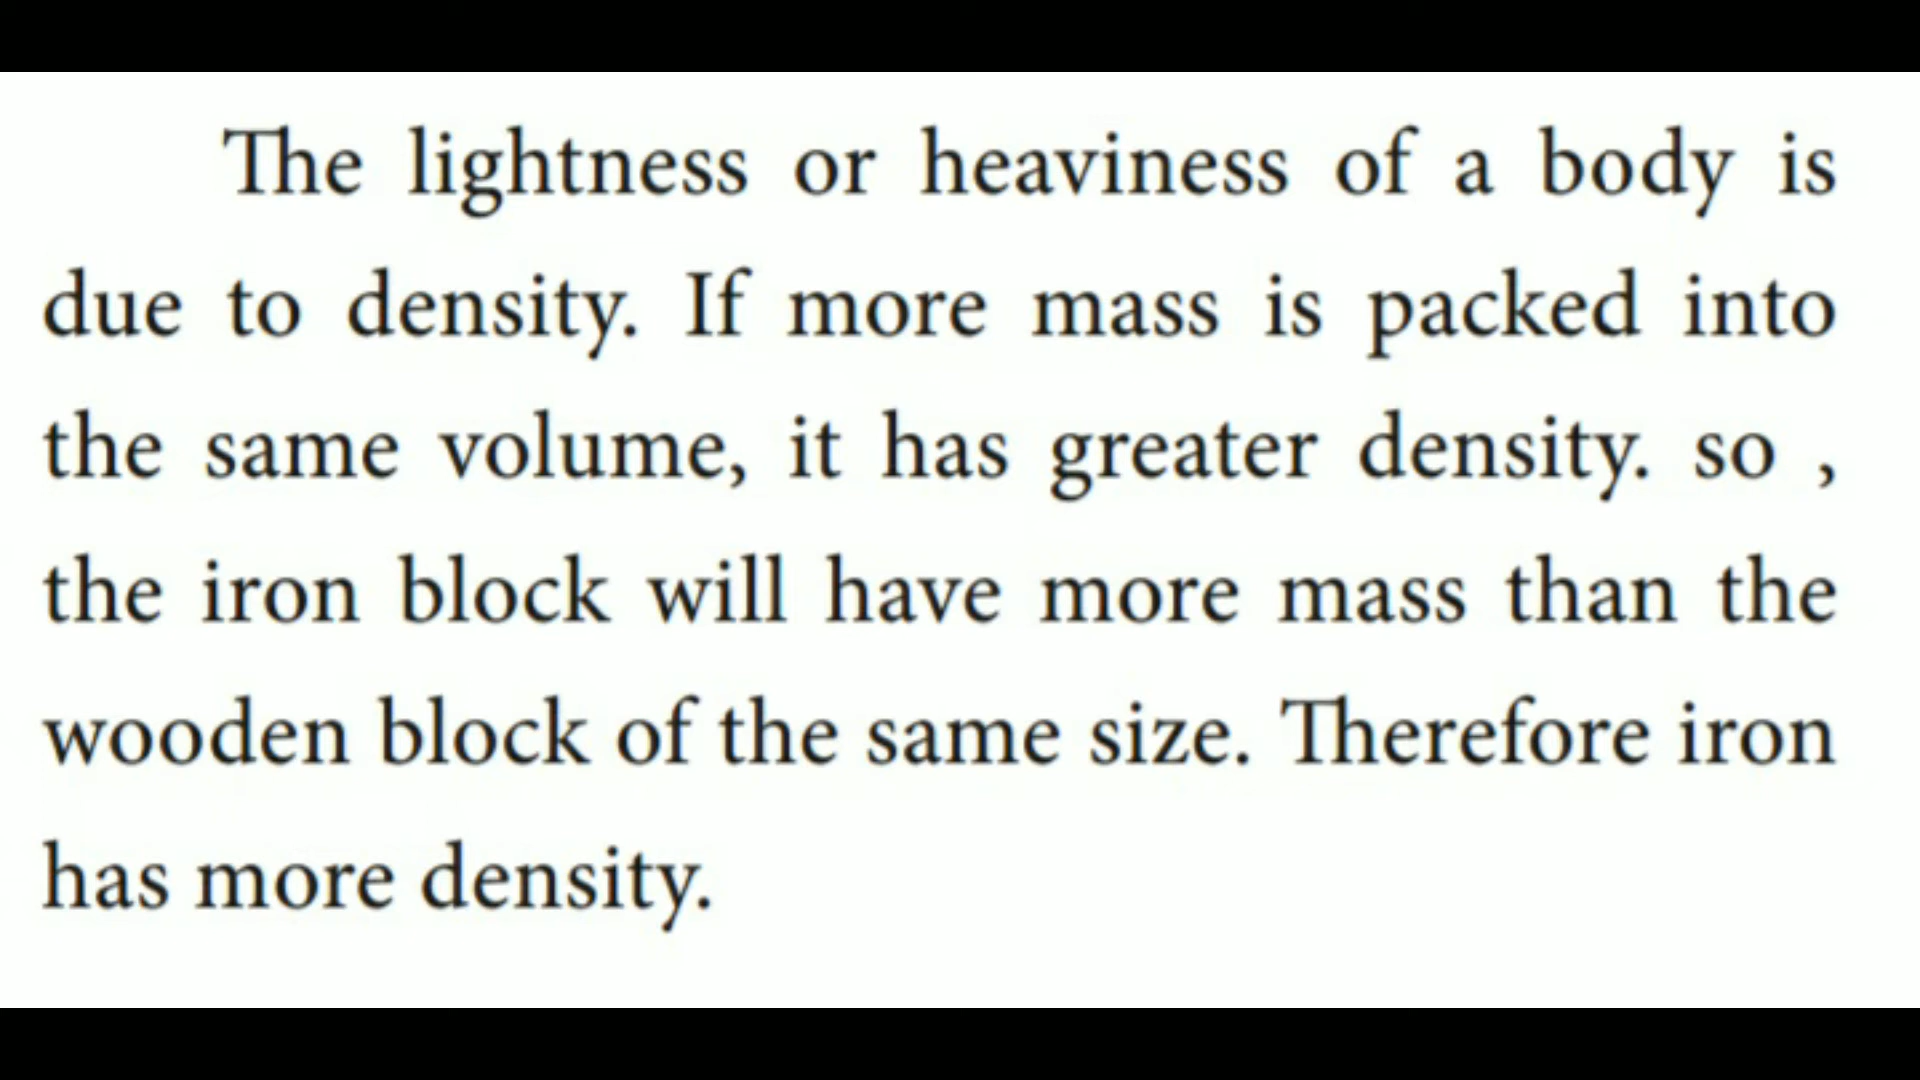 The lightness or heaviness of a body is
due to density. If more mass is packed into
the same volume, it has greater density. so ,
the iron block will have more mass than the
wooden block of the same size. Therefore iron
has more density.